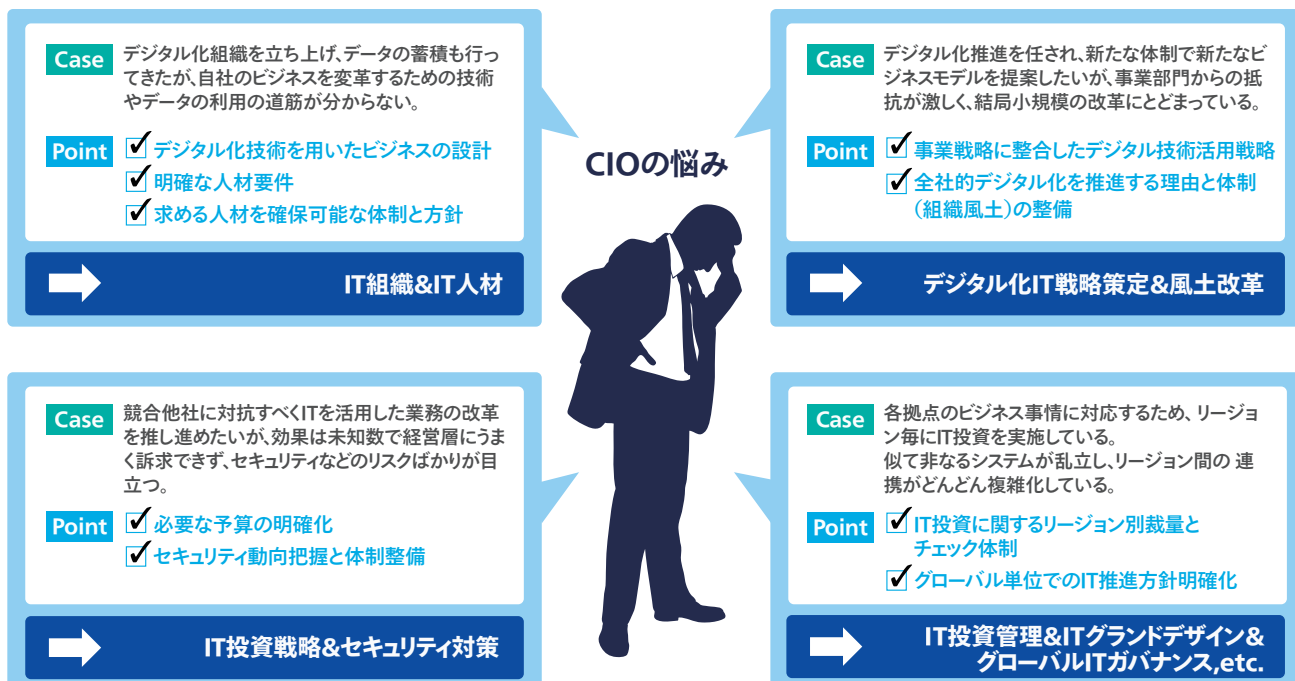 Case
デジタル化組織を立ち上げ、データの蓄積も行っ
てきたが、自社のビジネスを変革するための技術
やデータの利用の道筋が分からない。
Point
デジタル化技術を用いたビジネスの設計
明確な人材要件
求める人材を確保可能な体制と方針
IT組織&IT人材
CIOの悩み
Case
デジタル化推進を任され、新たな体制で新たなビ
ジネスモデルを提案したいが、事業部門からの抵
抗が激しく、結局小規模の改革にとどまっている。
Point
事業戦略に整合したデジタル技術活用戦略
全社的デジタル化を推進する理由と体制
（組織風土）の整備
デジタル化IT戦略策定&風土改革
Case
競合他社に対抗すべくITを活用した業務の改革
を推し進めたいが、効果は未知数で経営層にうま
く訴求できず、セキュリティなどのリスクばかりが目
立つ。
Point
必要な予算の明確化
セキュリティ動向把握と体制整備
IT投資戦略&セキュリティ対策
Case
各拠点のビジネス事情に対応するため、リージョ
ン毎にIT投資を実施している。
似て非なるシステムが乱立し、リージョン間の 連
携がどんどん複雑化している。
Point
IT投資に関するリージョン別裁量と
チェック体制
グローバル単位でのIT推進方針明確化
IT投資管理&ITグランドデザイン&
グローバルITガバナンス,etc.